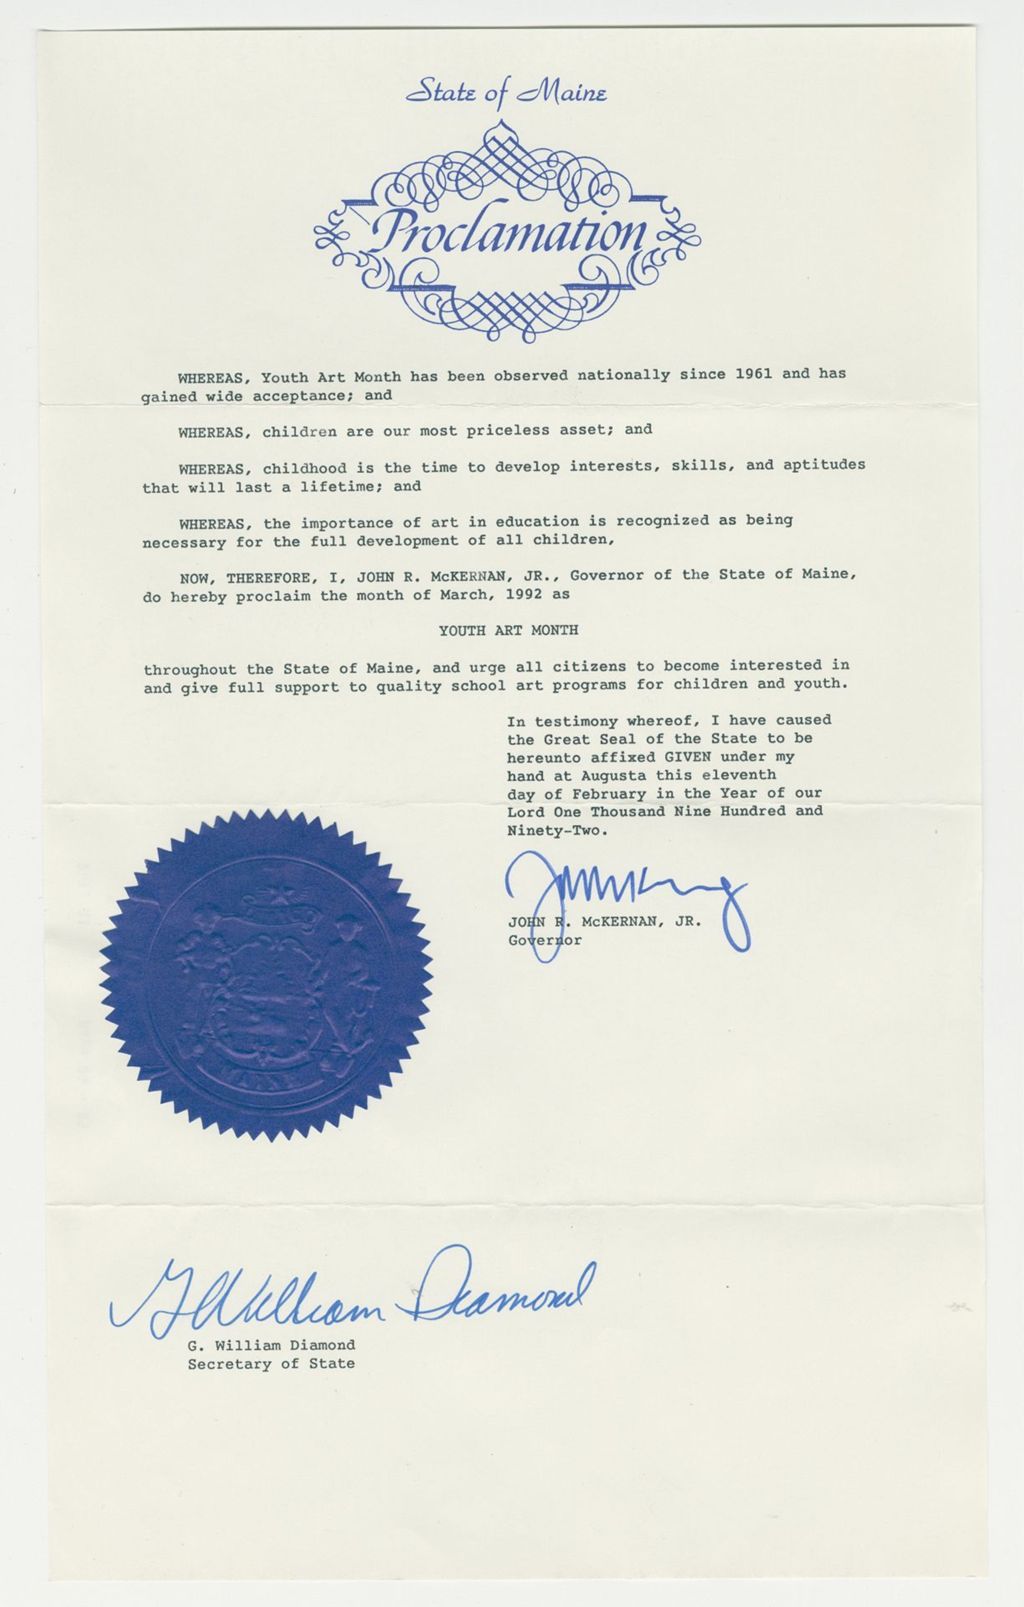 State of Maine
Proclamation
WHEREAS, Youth Art Month has been observed nationally since 1961 and has
gained wide acceptance; and
WHEREAS, children are our most priceless asset; and
WHEREAS, childhood is the time to develop interests, skills, and aptitudes
that will last a lifetime; and
WHEREAS, the importance of art in education is recognized as being
necessary for the full development of all children,
NOW, THEREFORE, I, JOHN R. McKERNAN, JR., Governor of the State of Maine,
do hereby proclaim the month of March, 1992 as
YOUTH ART MONTH
throughout the State of Maine, and urge all citizens to become interested in
and give full support to quality school art programs for children and youth.
In testimony whereof, I have caused
the Great Seal of the State to be
hereunto affixed GIVEN under my
hand at Augusta this eleventh
day of February in the Year of our
Lord One Thousand Nine Hundred and
Ninety-Two.
JOHN R. McKERNAN, JR.
Governor
MAINE
G William Diamond
G. William Diamond
Secretary of State